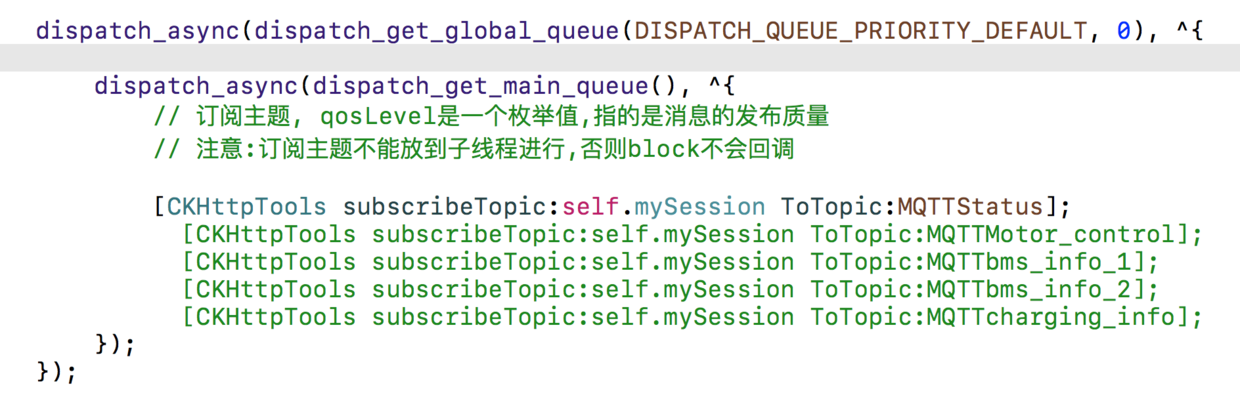 dispatch_async(dispatch_get_global_queue(DISPATCH_QUEUE_PRIORITY_DEFAULT, 0), ^{
dispatch_async(dispatch_get_main_queue(), ^{
// 订阅主题, qosLevel是一个枚举值,指的是消息的发布质量
// 注意:订阅主题不能放到子线程进行,否则block不会回调
[CKHttpTools subscribeTopic:self.mySession ToTopic:MQTTStatus];
[CKHttpTools subscribeTopic:self.mySession ToTopic:MQTTMotor_control];
[CKHttpTools subscribeTopic:self.mySession ToTopic:MQTTbms_info_1];
[CKHttpTools subscribeTopic:self.mySession ToTopic:MQTTbms_info_2];
[CKHttpTools subscribeTopic:self.mySession ToTopic:MQTTcharging_info];
});
});